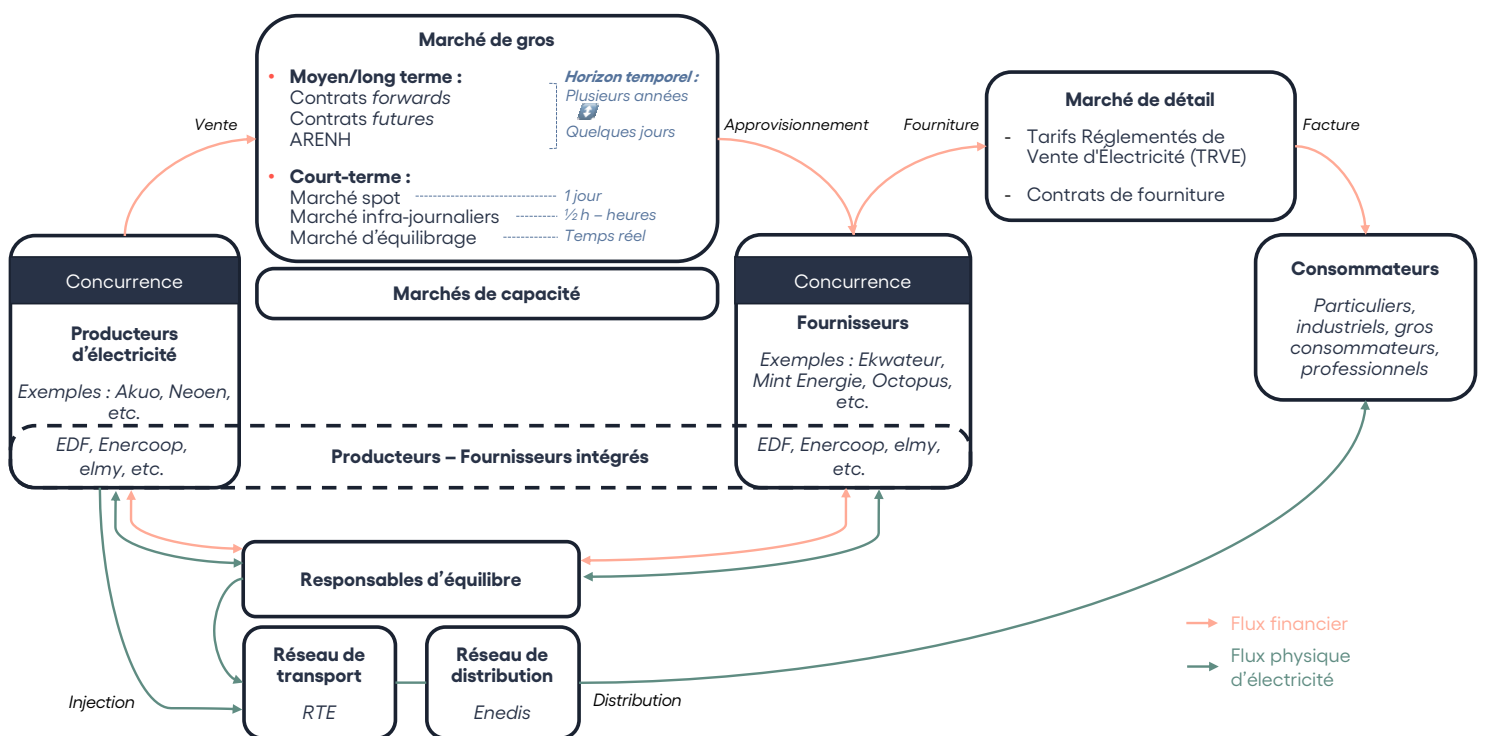 Marché de gros
• Moyen/long terme :
Contrats forwards
Contrats futures
ARENH
Horizon temporel :
Plusieurs années
Quelques jours
• Court-terme :
Marché spot
1 jour
Marché infra-journaliers
½ h – heures
Marché d'équilibrage
Temps réel
Marchés de capacité
Vente
Approvisionnement
Fourniture
Marché de détail
- Tarifs Réglementés de
Vente d'Électricité (TRVE)
- Contrats de fourniture
Facture
Concurrence
Producteurs
d'électricité
Exemples : Akuo, Neoen,
etc.
EDF, Enercoop,
elmy, etc.
Producteurs – Fournisseurs intégrés
Concurrence
Fournisseurs
Exemples : Ekwateur,
Mint Energie, Octopus,
etc.
EDF, Enercoop, elmy,
etc.
Consommateurs
Particuliers,
industriels, gros
consommateurs,
professionnels
Responsables d'équilibre
Réseau de
transport
RTE
Réseau de
distribution
Enedis
Injection
Distribution
Flux financier
Flux physique
d'électricité